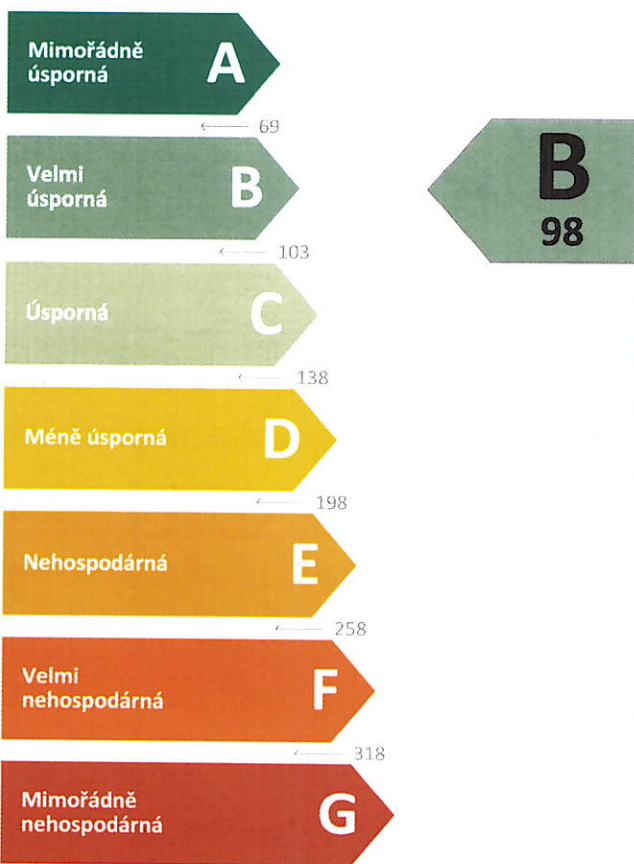 Mimořádně
úsporná
A
69
B
98
Velmi
úsporná
B
103
Úsporná
C
138
Méně úsporná
D
198
Nehospodárná
E
258
Velmi
nehospodárná
F
318
Mimořádně
nehospodárná
G